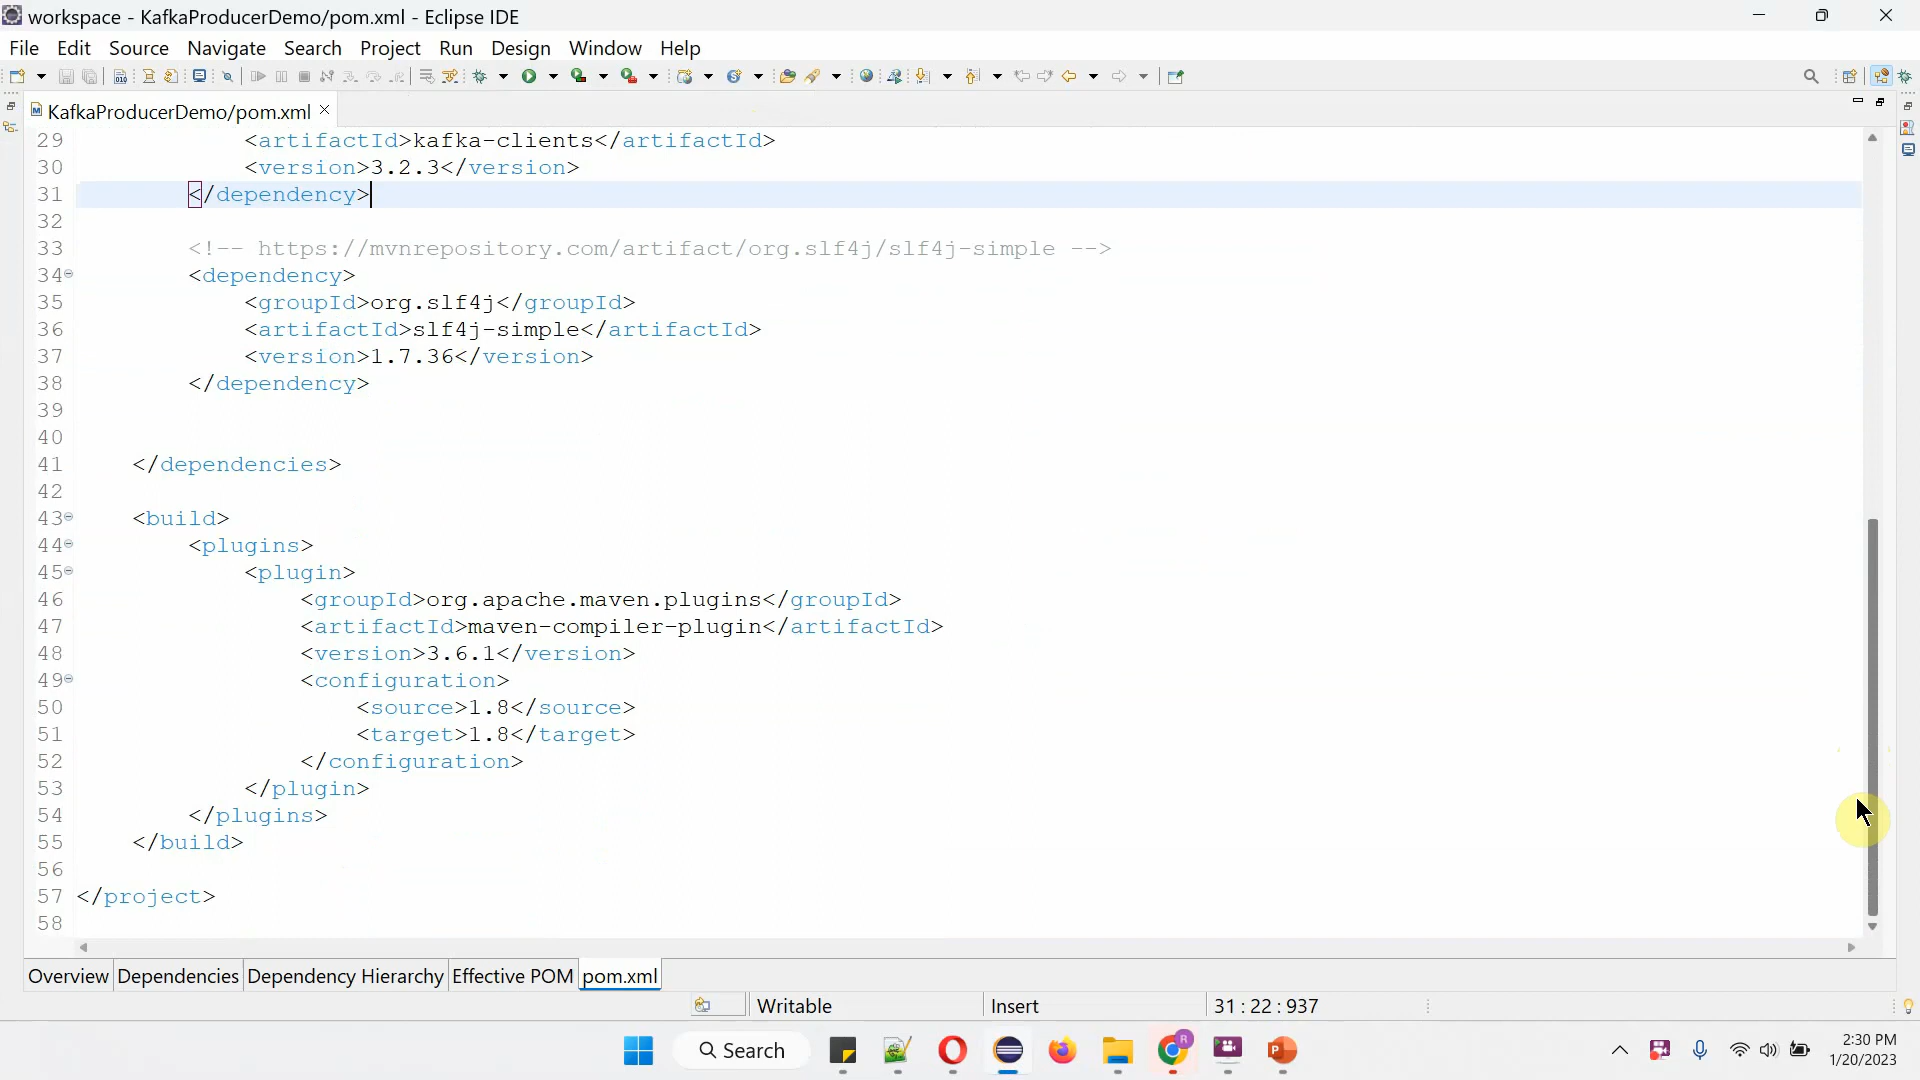 workspace - KafkaProducerDemo/pom.xml - Eclipse IDE
File Edit Source Navigate Search Project Run Design Window Help
KafkaProducerDemo/pom.xml
29 <artifactId>kafka-clients</artifactId>
30 <version>3.2.3</version>
31 </dependency>
32
33 <!-- https://mvnrepository.com/artifact/org.slf4j/slf4j-simple -->
34 <dependency>
35 <groupId>org.slf4j</groupId>
36 <artifactId>slf4j-simple</artifactId>
37 <version>1.7.36</version>
38 </dependency>
39
40
41 </dependencies>
42
43 <build>
44 <plugins>
45 <plugin>
46 <groupId>org.apache.maven.plugins</groupId>
47 <artifactId>maven-compiler-plugin</artifactId>
48 <version>3.6.1</version>
49 <configuration>
50 <source>1.8</source>
51 <target>1.8</target>
52 </configuration>
53 </plugin>
54 </plugins>
55 </build>
56
57 </project>
58
Overview Dependencies Dependency Hierarchy Effective POM pom.xml
Writable Insert 31 : 22 : 937
Search
2:30 PM
1/20/2023